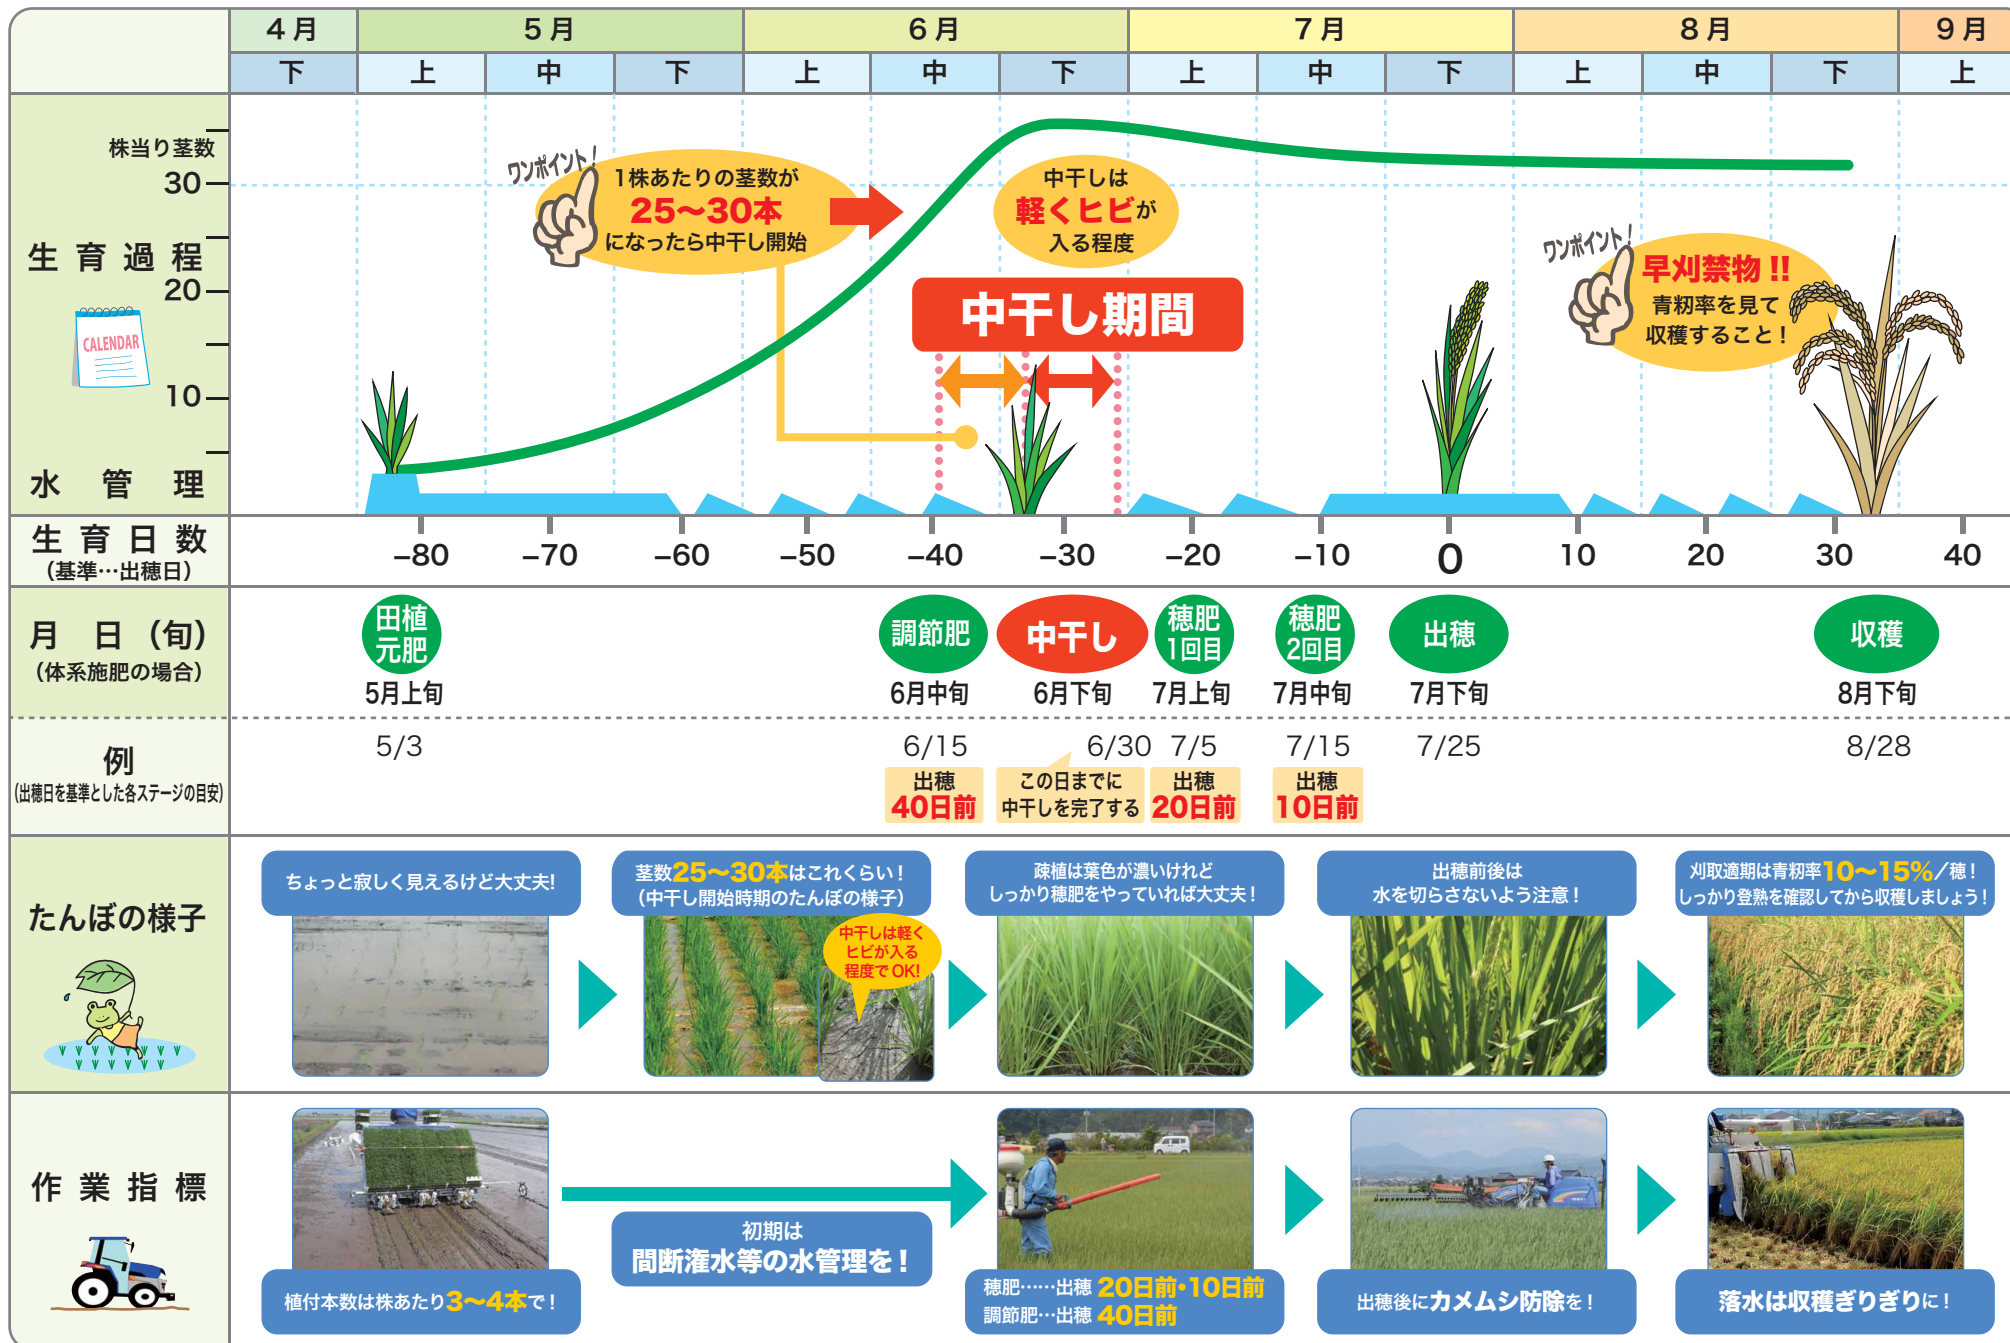 4月 5月 6月 7月 8月 9月
下 上 中 下 上 中 下 上 中 下 上 中 下 上
株当り茎数
30
20
10
生育過程
CALENDAR
水管理
ワンポイント！
1株あたりの茎数が
25〜30本
になったら中干し開始
中干しは
軽くヒビが
入る程度
中干し期間
ワンポイント！
早刈禁物!!
青籾率を見て
収穫すること！
生育日数
（基準…出穂日）
–80 –70 –60 –50 –40 –30 –20 –10 0 10 20 30 40
月日（旬）
（体系施肥の場合）
田植
元肥
調節肥
中干し
穂肥
1回目
穂肥
2回目
出穂
収穫
5月上旬 6月中旬 6月下旬 7月上旬 7月中旬 7月下旬 8月下旬
例
（出穂日を基準とした各ステージの目安）
5/3 6/15 6/30 7/5 7/15 7/25 8/28
出穂
40日前
この日までに
中干しを完了する
出穂
20日前
出穂
10日前
たんぼの様子
ちょっと寂しく見えるけど大丈夫！
茎数25〜30本はこれくらい！
（中干し開始時期のたんぼの様子）
中干しは軽く
ヒビが入る
程度でOK！
疎植は葉色が濃いけれど
しっかり穂肥をやっていれば大丈夫！
出穂前後は
水を切らさないよう注意！
刈取適期は青籾率10〜15%／穂！
しっかり登熟を確認してから収穫しましょう！
作業指標
植付本数は株あたり3〜4本で！
初期は
間断潅水等の水管理を！
穂肥……出穂 20日前・10日前
調節肥…出穂 40日前
出穂後にカメムシ防除を！
落水は収穫ぎりぎりに！